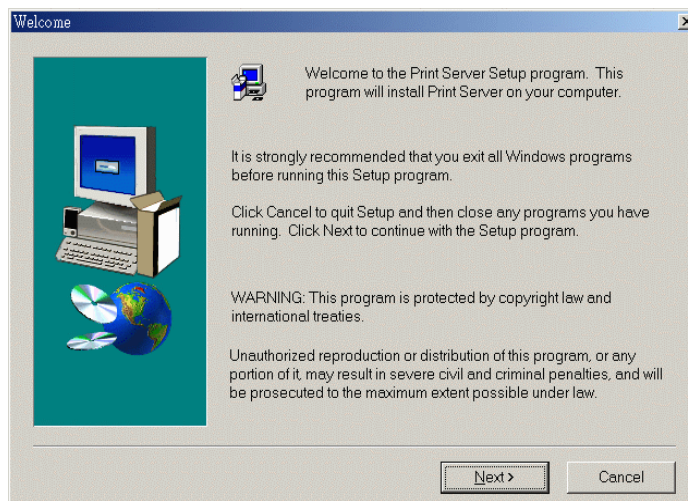 Welcome
Welcome to the Print Server Setup program. This
program will install Print Server on your computer.
It is strongly recommended that you exit all Windows programs
before running this Setup program.
Click Cancel to quit Setup and then close any programs you have
running. Click Next to continue with the Setup program.
WARNING: This program is protected by copyright law and
international treaties.
Unauthorized reproduction or distribution of this program, or any
portion of it, may result in severe civil and criminal penalties, and will
be prosecuted to the maximum extent possible under law.
Next >
Cancel